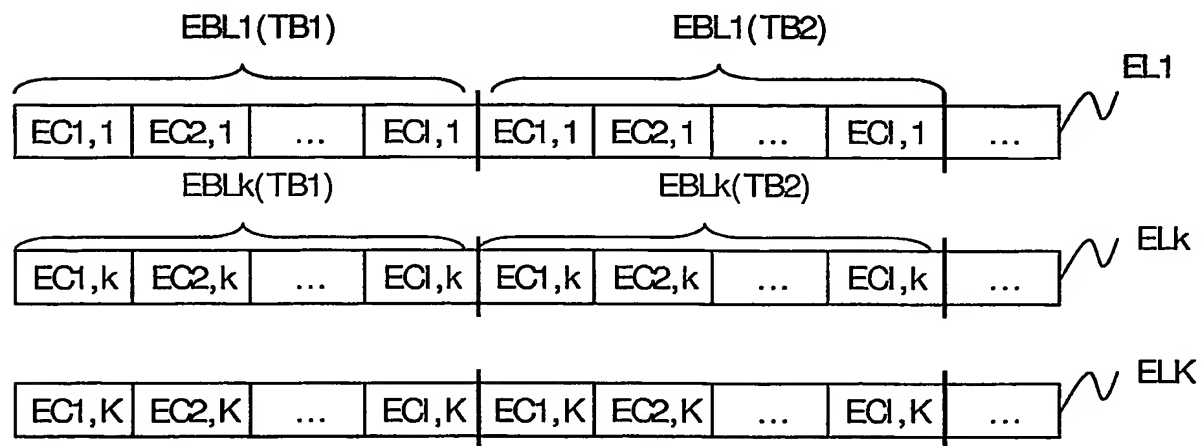 EBL1(TB1) EBL1(TB2)
EL1
EC1,1 EC2,1 ... ECI,1 EC1,1 EC2,1 ... ECI,1 ...
EBLk(TB1) EBLk(TB2)
ELk
EC1,k EC2,k ... ECI,k EC1,k EC2,k ... ECI,k ...
ELK
EC1,K EC2,K ... ECI,K EC1,K EC2,K ... ECI,K ...